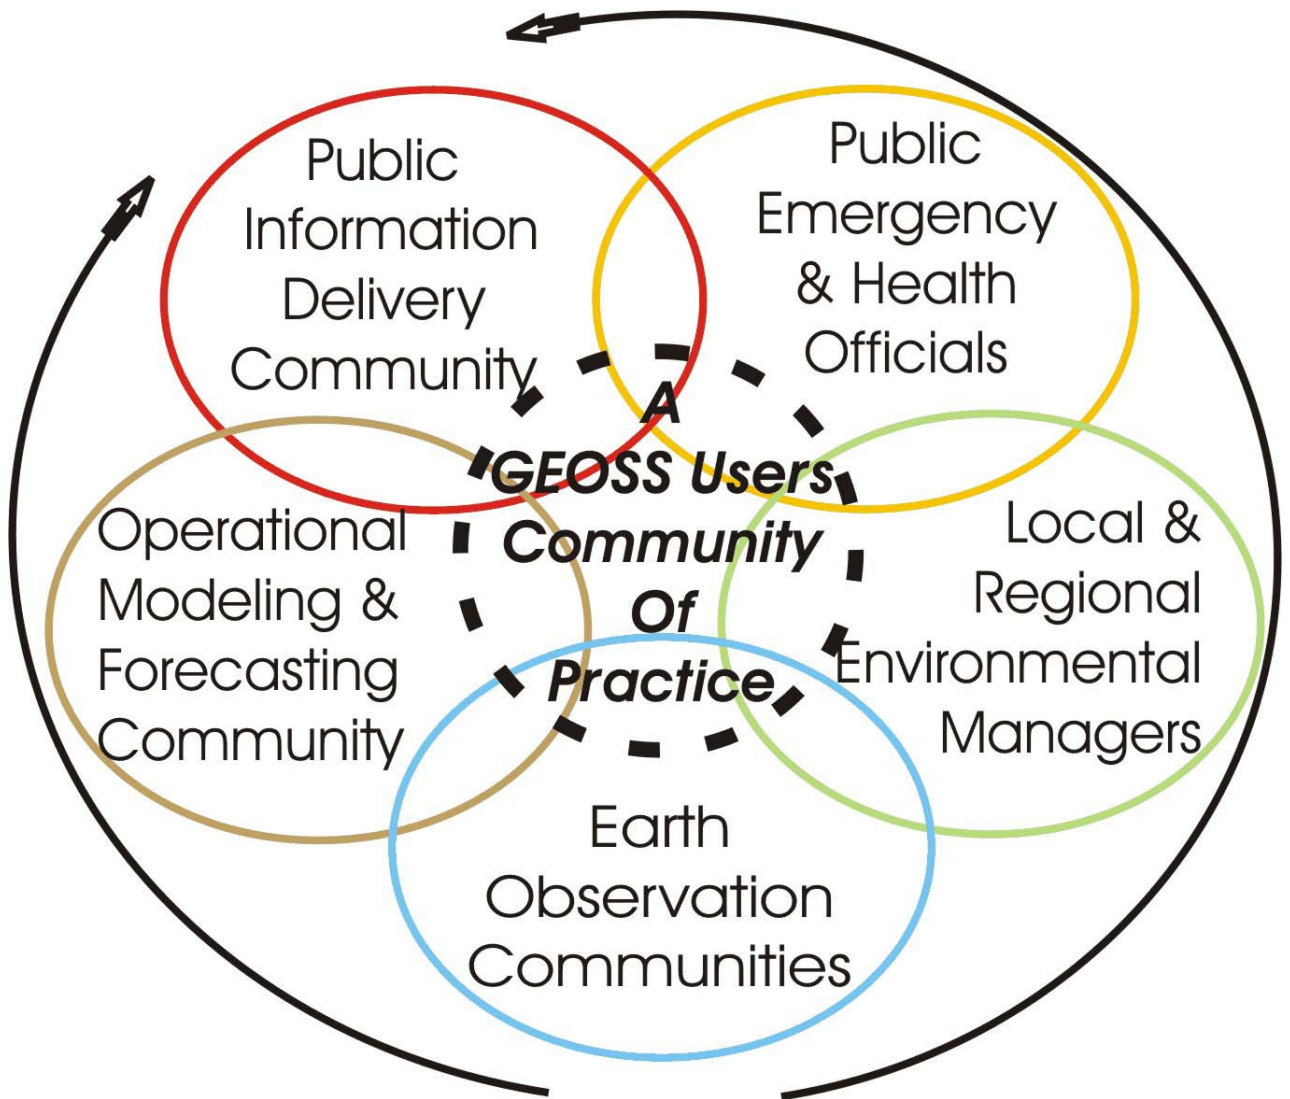 Public
Information
Delivery
Community
Public
Emergency
& Health
Officials
A
GEOSS Users
Community
Of
Practice
Operational
Modeling &
Forecasting
Community
Local &
Regional
Environmental
Managers
Earth
Observation
Communities